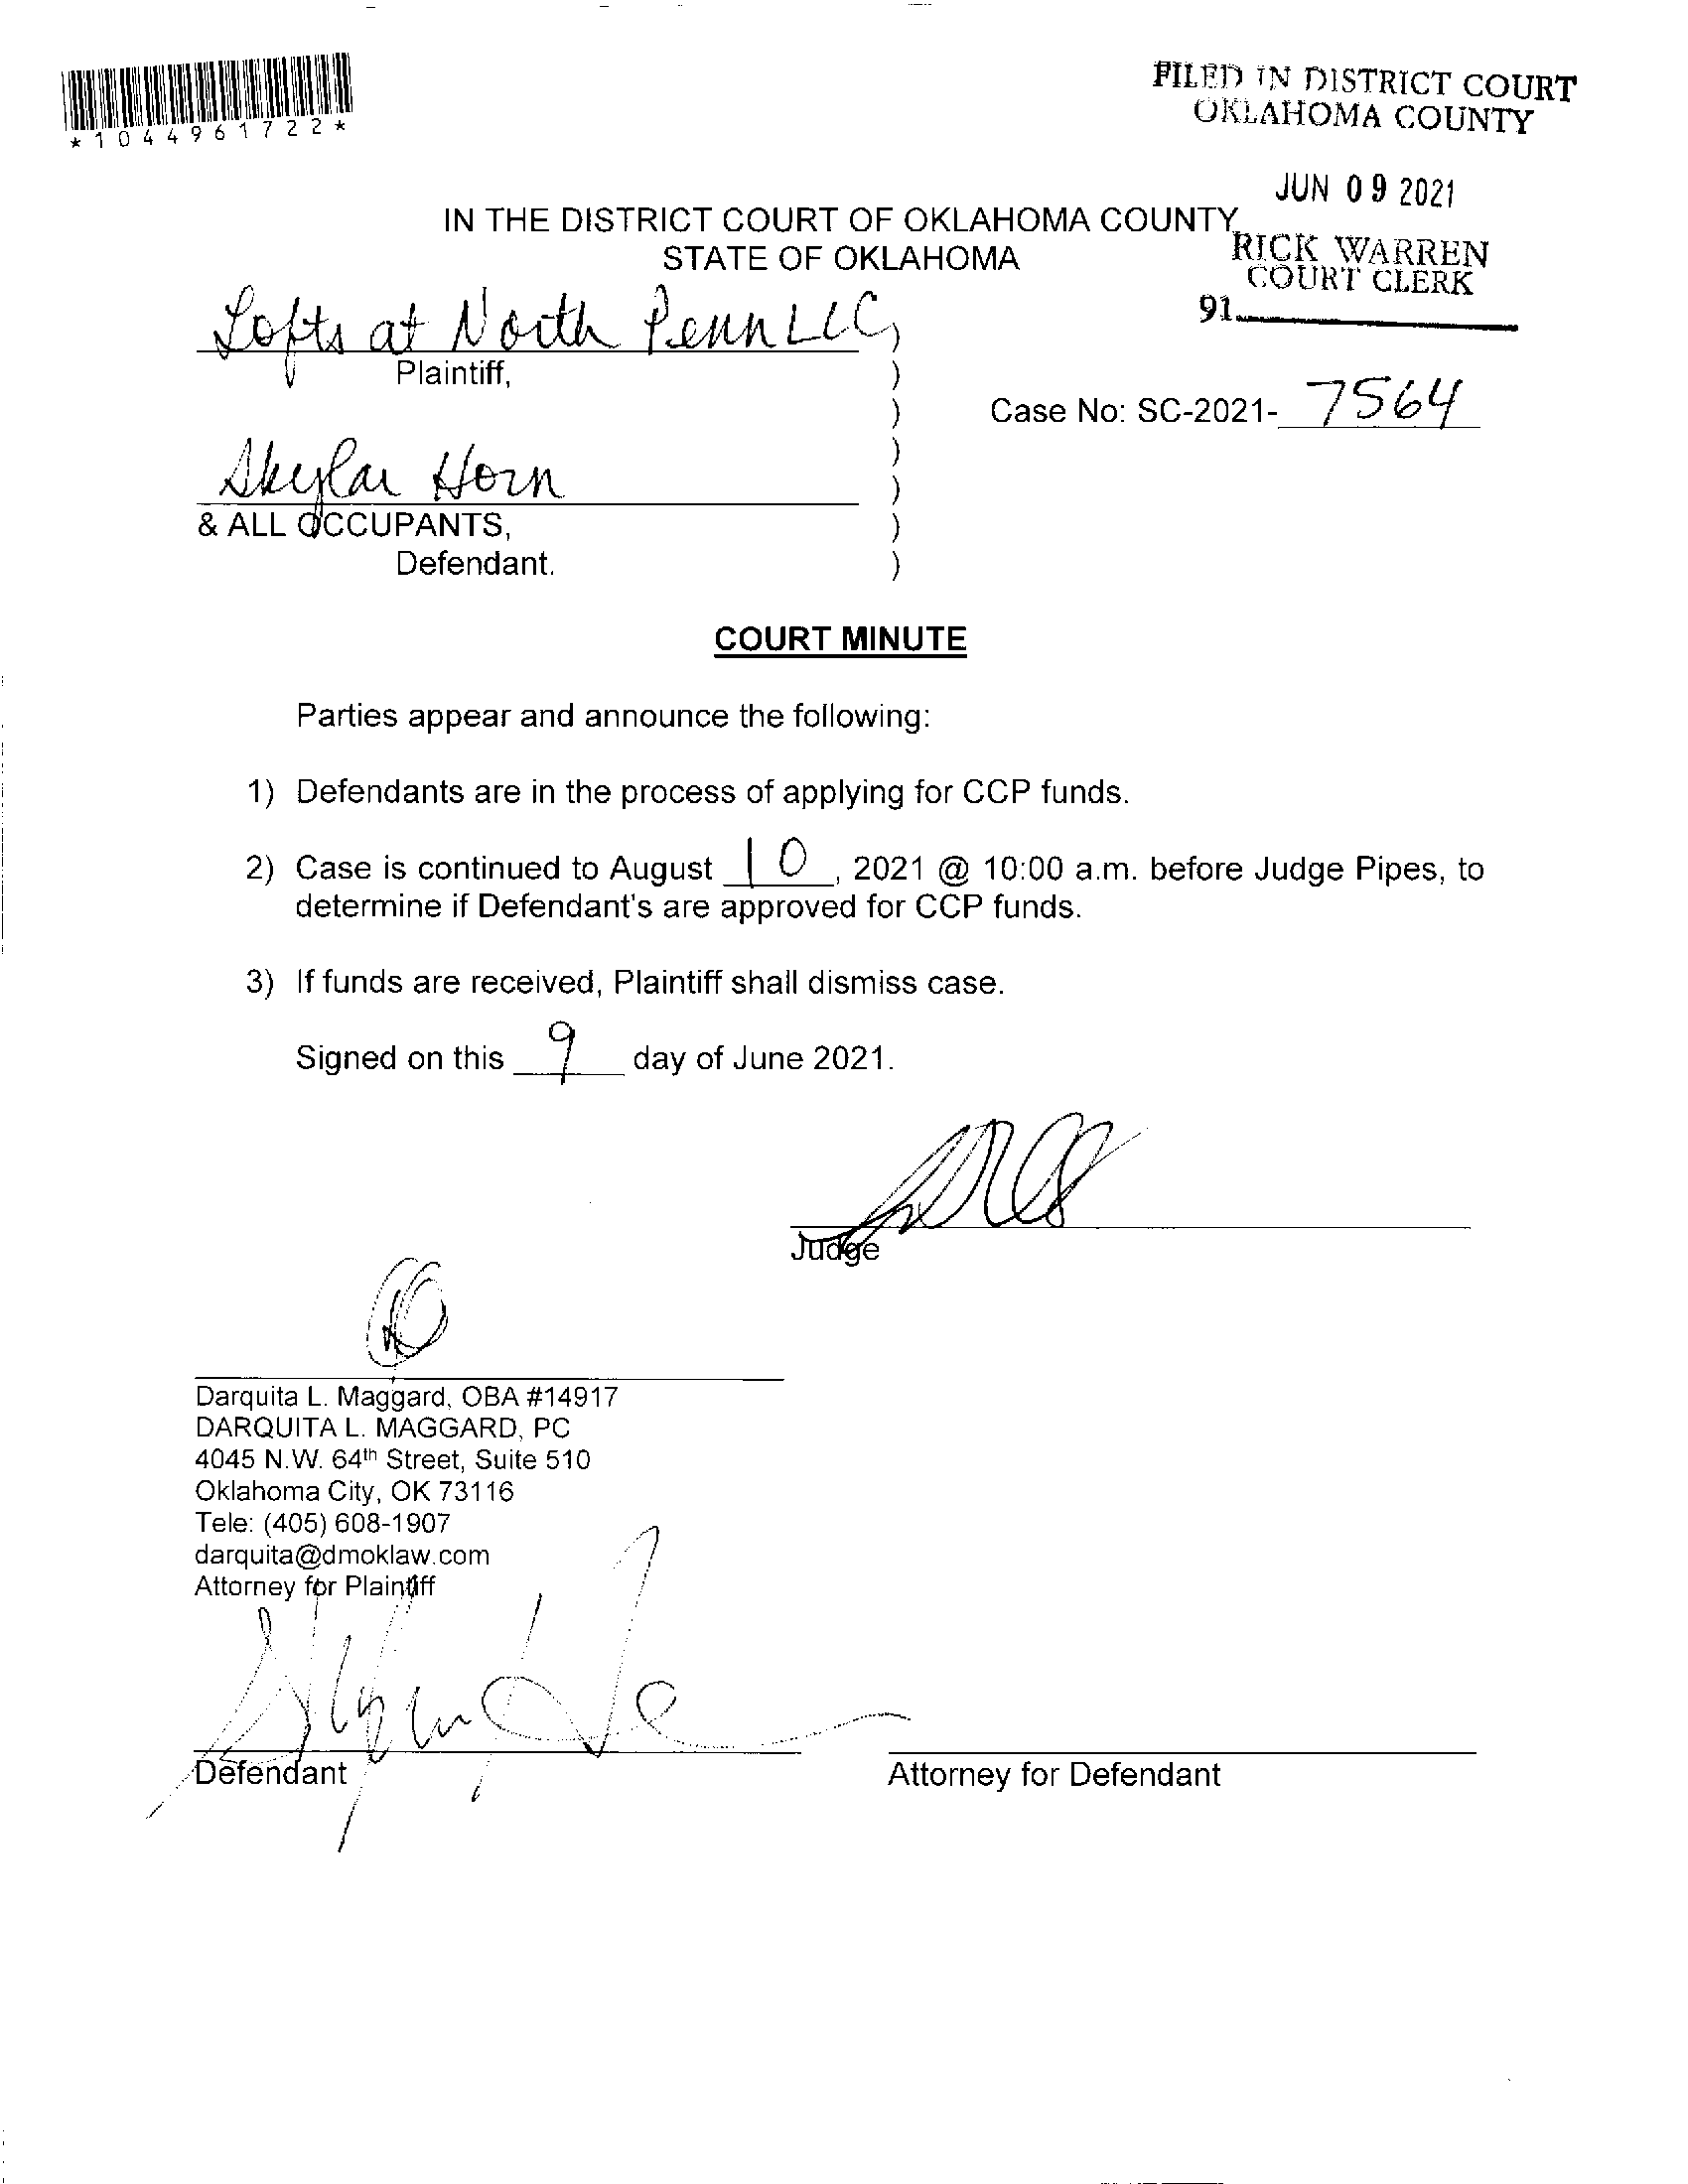 *1044961722*
FILED IN DISTRICT COURT
OKLAHOMA COUNTY
JUN 09 2021
IN THE DISTRICT COURT OF OKLAHOMA COUNTY
STATE OF OKLAHOMA
RICK WARREN
COURT CLERK
91
Lofts at North Penn LLC,
Plaintiff,
Case No: SC-2021- 7564
Skylar Horn
& ALL OCCUPANTS,
Defendant.
COURT MINUTE
Parties appear and announce the following:
1) Defendants are in the process of applying for CCP funds.
2) Case is continued to August 10, 2021 @ 10:00 a.m. before Judge Pipes, to
determine if Defendant's are approved for CCP funds.
3) If funds are received, Plaintiff shall dismiss case.
Signed on this 9 day of June 2021.
Judge
Darquita L. Maggard, OBA #14917
DARQUITA L. MAGGARD, PC
4045 N.W. 64th Street, Suite 510
Oklahoma City, OK 73116
Tele: (405) 608-1907
darquita@dmoklaw.com
Attorney for Plaintiff
Defendant
Attorney for Defendant